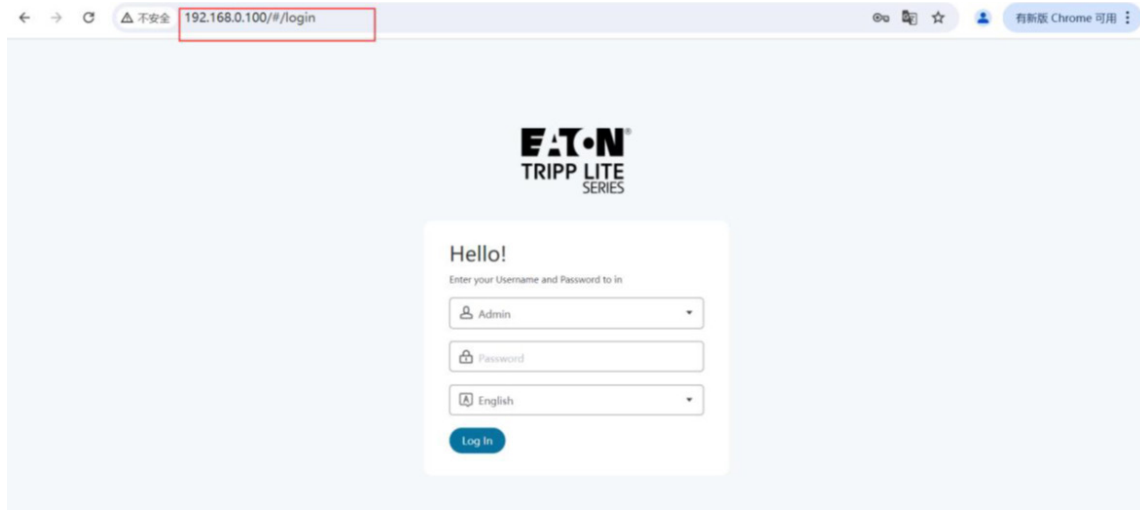 不安全 192.168.0.100/#/login 有新版 Chrome 可用
EATON®
TRIPP LITE
SERIES
Hello!
Enter your Username and Password to in
Admin
Password
English
Log In